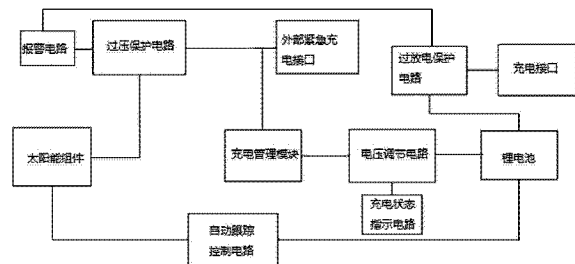 报警电路
过压保护电路
外部紧急充
电接口
过放电保护
电路
充电接口
太阳能组件
充电管理模块
电压调节电路
锂电池
充电状态
指示电路
自动跟踪
控制电路